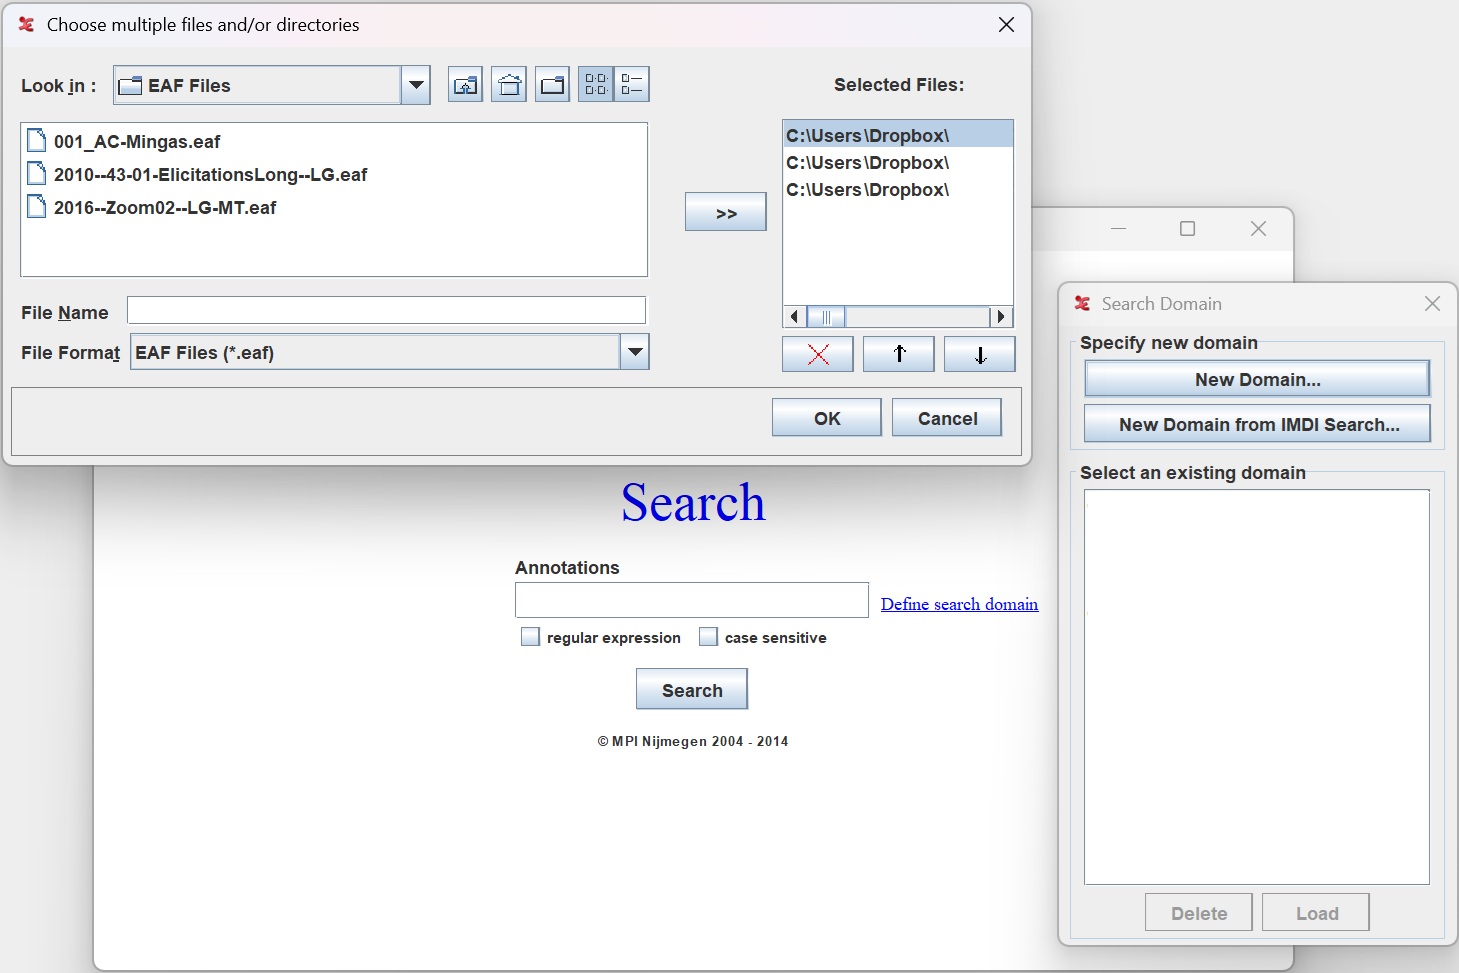 Choose multiple files and/or directories
Look in :
EAF Files
Selected Files:
001_AC-Mingas.eaf
2010--43-01-ElicitationsLong--LG.eaf
2016--Zoom02--LG-MT.eaf
>>
C:\Users\Dropbox\
C:\Users\Dropbox\
C:\Users\Dropbox\
File Name
File Format
EAF Files (*.eaf)
OK
Cancel
Search Domain
Specify new domain
New Domain...
New Domain from IMDI Search...
Select an existing domain
Delete
Load
Search
Annotations
Define search domain
regular expression
case sensitive
Search
© MPI Nijmegen 2004 - 2014